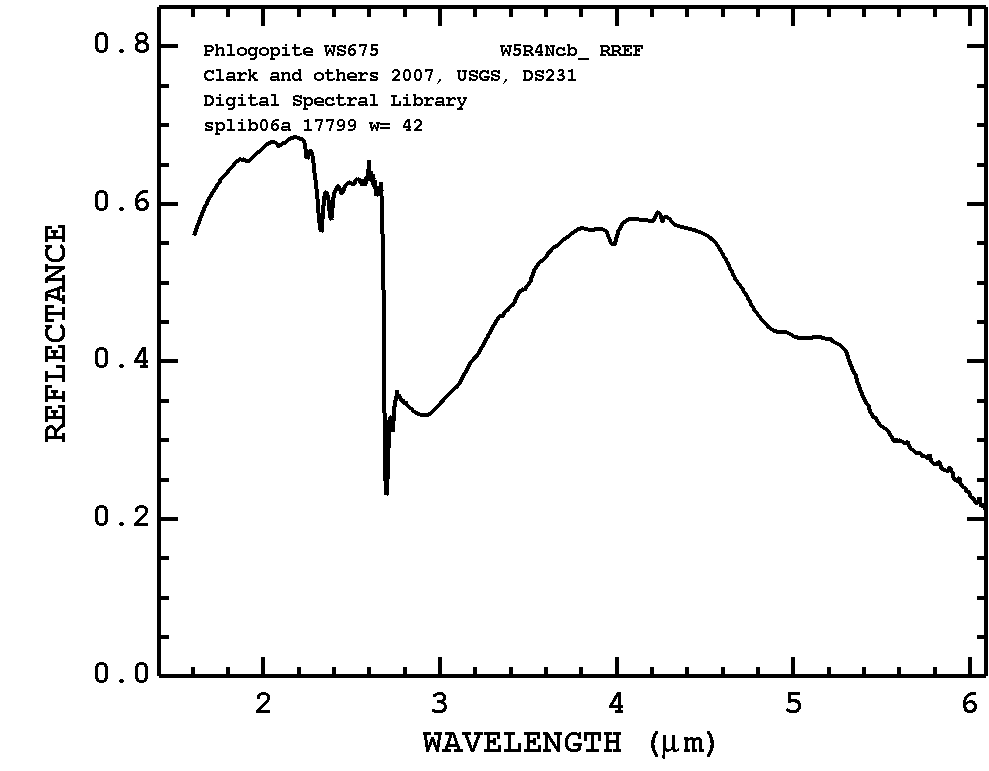 0.8
Phlogopite WS675 W5R4Ncb_ RREF
Clark and others 2007, USGS, DS231
Digital Spectral Library
splib06a 17799 w= 42
0.6
REFLECTANCE
0.4
0.2
0.0
2 3 4 5 6
WAVELENGTH (μm)